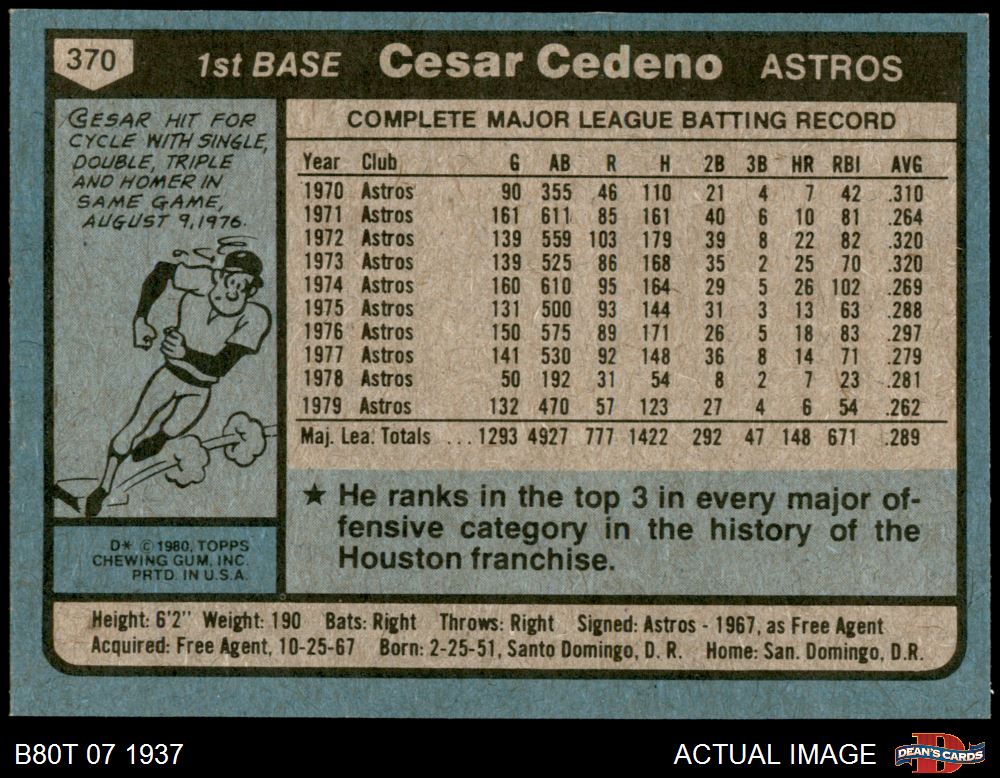 370 1st BASE Cesar Cedeno ASTROS
CESAR HIT FOR
CYCLE WITH SINGLE,
DOUBLE, TRIPLE
AND HOMER IN
SAME GAME,
AUGUST 9, 1976.
COMPLETE MAJOR LEAGUE BATTING RECORD
Year Club G AB R H 2B 3B HR RBI AVG
1970 Astros 90 355 46 110 21 4 7 42 .310
1971 Astros 161 611 85 161 40 6 10 81 .264
1972 Astros 139 559 103 179 39 8 22 82 .320
1973 Astros 139 525 86 168 35 2 25 70 .320
1974 Astros 160 610 95 164 29 5 26 102 .269
1975 Astros 131 500 93 144 31 3 13 63 .288
1976 Astros 150 575 89 171 26 5 18 83 .297
1977 Astros 141 530 92 148 36 8 14 71 .279
1978 Astros 50 192 31 54 8 2 7 23 .281
1979 Astros 132 470 57 123 27 4 6 54 .262
Maj. Lea. Totals ... 1293 4927 777 1422 292 47 148 671 .289
★ He ranks in the top 3 in every major of-
fensive category in the history of the
Houston franchise.
D* © 1980, TOPPS
CHEWING GUM, INC.
PRTD. IN U.S.A.
Height: 6'2" Weight: 190 Bats: Right Throws: Right Signed: Astros - 1967, as Free Agent
Acquired: Free Agent, 10-25-67 Born: 2-25-51, Santo Domingo, D. R. Home: San. Domingo, D.R.
B80T 07 1937 ACTUAL IMAGE DEAN'S CARDS